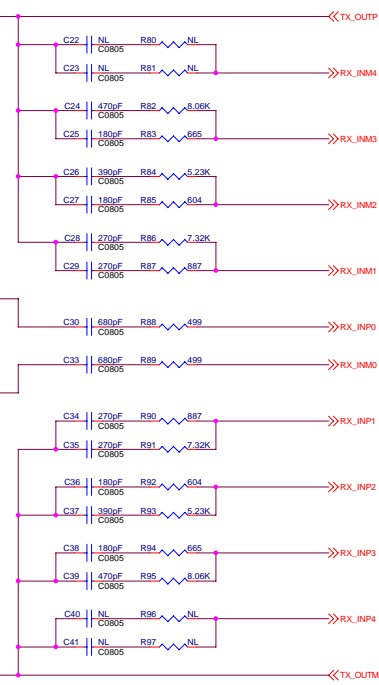 TX_OUTP
C22 NL R80 NL
C0805
C23 NL R81 NL RX_INM4
C0805
C24 470pF R82 8.06K
C0805
C25 180pF R83 665 RX_INM3
C0805
C26 390pF R84 5.23K
C0805
C27 180pF R85 604 RX_INM2
C0805
C28 270pF R86 7.32K
C0805
C29 270pF R87 887 RX_INM1
C0805
C30 680pF R88 499 RX_INP0
C0805
C33 680pF R89 499 RX_INM0
C0805
C34 270pF R90 887 RX_INP1
C0805
C35 270pF R91 7.32K
C0805
C36 180pF R92 604 RX_INP2
C0805
C37 390pF R93 5.23K
C0805
C38 180pF R94 665 RX_INP3
C0805
C39 470pF R95 8.06K
C0805
C40 NL R96 NL RX_INP4
C0805
C41 NL R97 NL
C0805
TX_OUTM